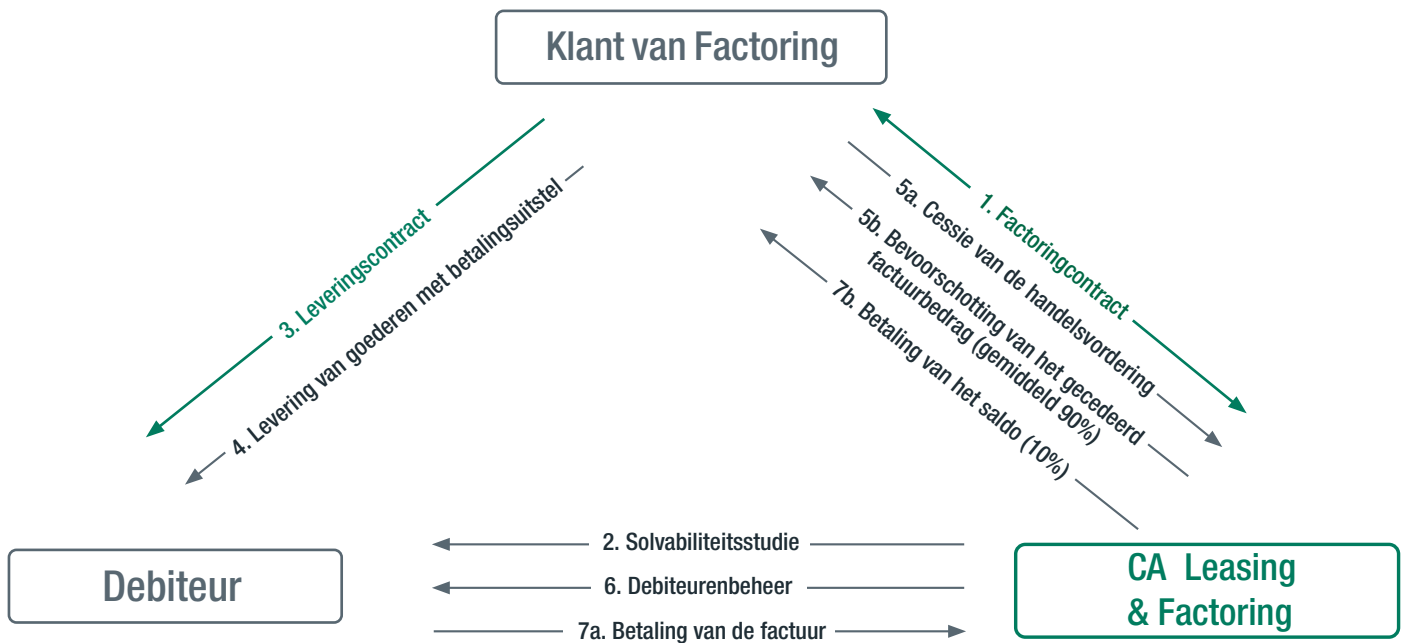 Klant van Factoring
3. Leveringscontract
4. Levering van goederen met betalingsuitstel
1. Factoringcontract
5a. Cessie van de handelsvordering
5b. Bevoorschotting van het gecedeerd
factuurbedrag (gemiddeld 90%)
7b. Betaling van het saldo (10%)
Debiteur
2. Solvabiliteitsstudie
6. Debiteurenbeheer
7a. Betaling van de factuur
CA Leasing
& Factoring